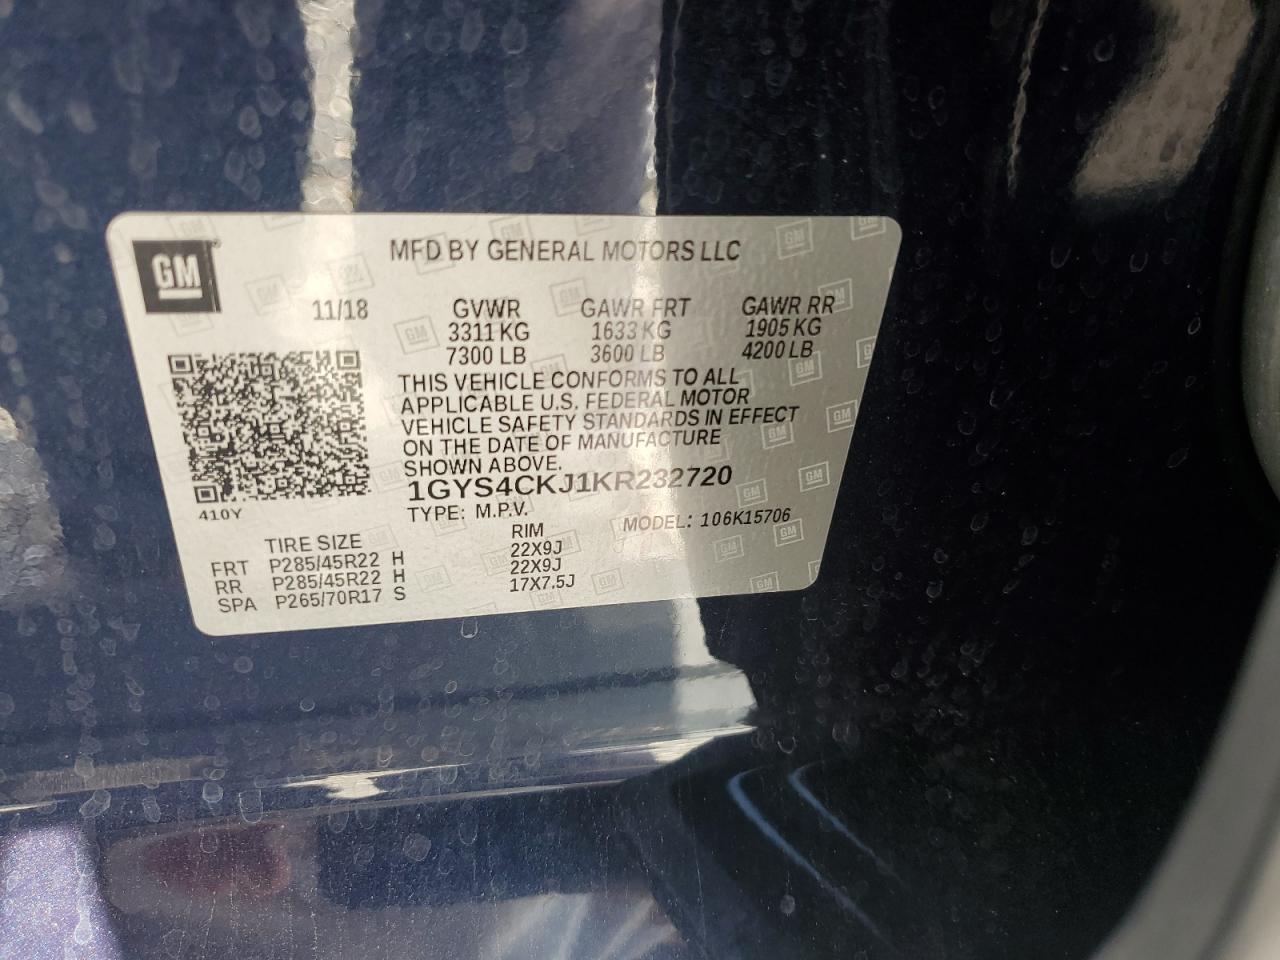 GM
MFD BY GENERAL MOTORS LLC
11/18 GVWR GAWR FRT GAWR RR
3311 KG 1633 KG 1905 KG
7300 LB 3600 LB 4200 LB
THIS VEHICLE CONFORMS TO ALL
APPLICABLE U.S. FEDERAL MOTOR
VEHICLE SAFETY STANDARDS IN EFFECT
ON THE DATE OF MANUFACTURE
SHOWN ABOVE.
1GYS4CKJ1KR232720
410Y
TYPE: M.P.V. MODEL: 106K15706
TIRE SIZE RIM
FRT P285/45R22 H 22X9J
RR P285/45R22 H 22X9J
SPA P265/70R17 S 17X7.5J